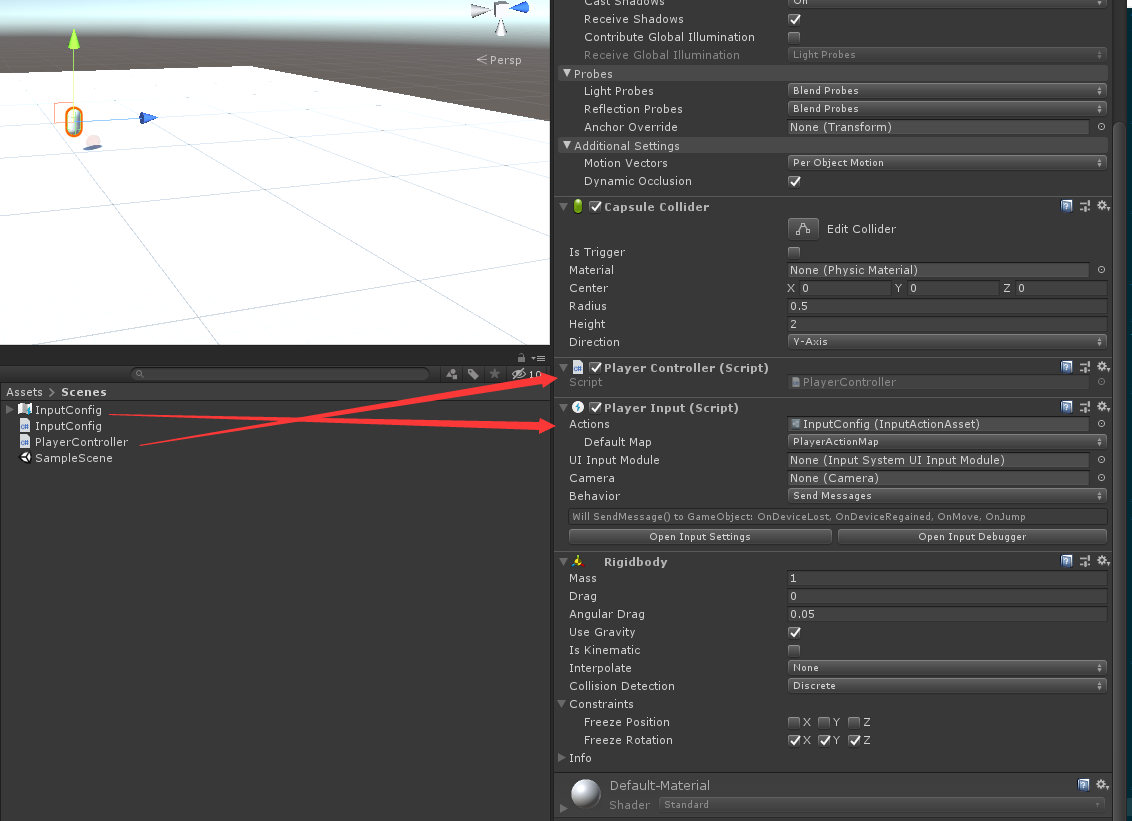 Persp
10
Assets > Scenes
InputConfig
InputConfig
PlayerController
SampleScene
Cast Shadows On
Receive Shadows
Contribute Global Illumination
Receive Global Illumination Light Probes
Probes
Light Probes Blend Probes
Reflection Probes Blend Probes
Anchor Override None (Transform)
Additional Settings
Motion Vectors Per Object Motion
Dynamic Occlusion
Capsule Collider
Edit Collider
Is Trigger
Material None (Physic Material)
Center X 0 Y 0 Z 0
Radius 0.5
Height 2
Direction Y-Axis
Player Controller (Script)
Script PlayerController
Player Input (Script)
Actions InputConfig (InputActionAsset)
Default Map PlayerActionMap
UI Input Module None (Input System UI Input Module)
Camera None (Camera)
Behavior Send Messages
Will SendMessage() to GameObject: OnDeviceLost, OnDeviceRegained, OnMove, OnJump
Open Input Settings Open Input Debugger
Rigidbody
Mass 1
Drag 0
Angular Drag 0.05
Use Gravity
Is Kinematic
Interpolate None
Collision Detection Discrete
Constraints
Freeze Position X Y Z
Freeze Rotation X Y Z
Info
Default-Material
Shader Standard